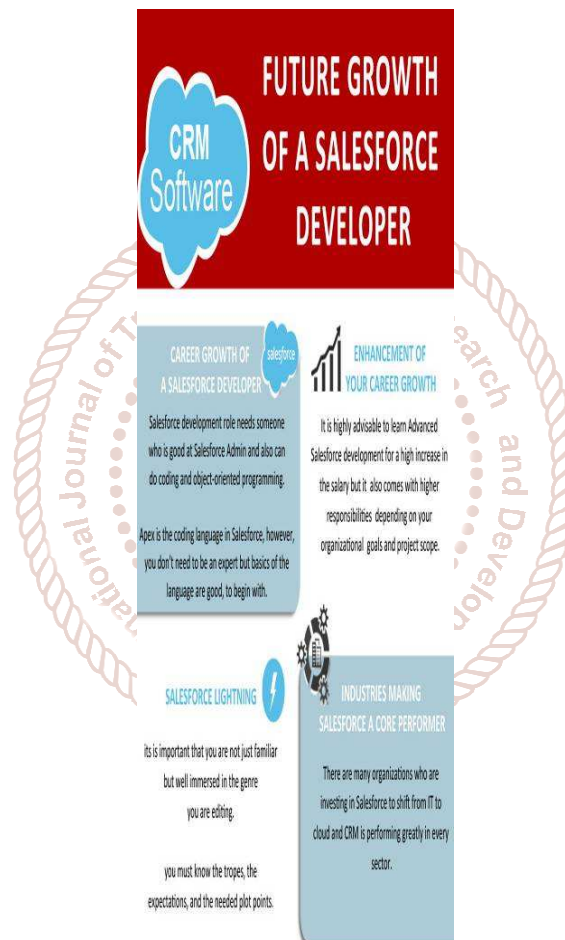 CRM
Software
FUTURE GROWTH
OF A SALESFORCE
DEVELOPER
CAREER GROWTH OF
A SALESFORCE DEVELOPER
salesforce
Salesforce development role needs someone
who is good at Salesforce Admin and also can
do coding and object-oriented programming.
Apex is the coding language in Salesforce, however,
you don't need to be an expert but basics of the
language are good, to begin with.
ENHANCEMENT OF
YOUR CAREER GROWTH
It is highly advisable to learn Advanced
Salesforce development for a high increase in
the salary but it also comes with higher
responsibilities depending on your
organizational goals and project scope.
SALESFORCE LIGHTNING
its is important that you are not just familiar
but well immersed in the genre
you are editing.
you must know the tropes, the
expectations, and the needed plot points.
INDUSTRIES MAKING
SALESFORCE A CORE PERFORMER
There are many organizations who are
investing in Salesforce to shift from IT to
cloud and CRM is performing greatly in every
sector.
Journal of
and